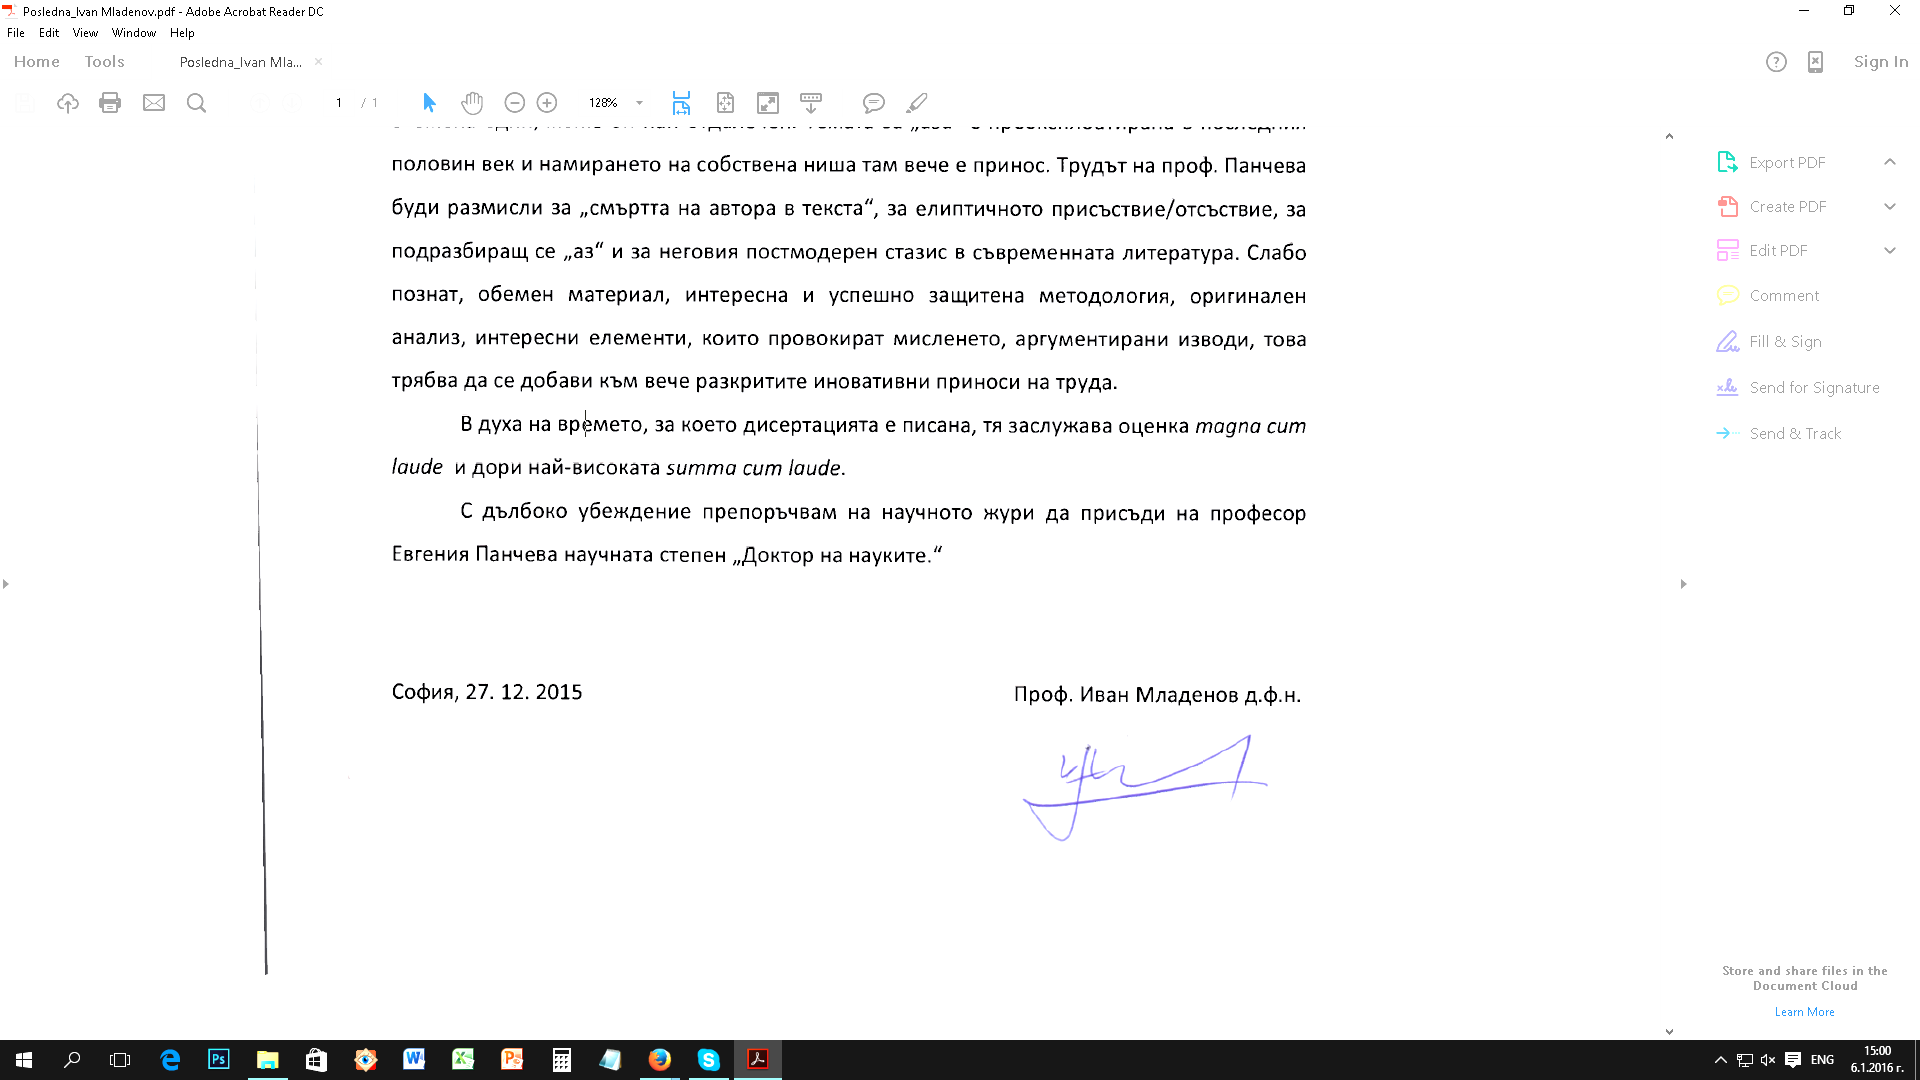 Posledna_Ivan Mladenov.pdf - Adobe Acrobat Reader DC
File Edit View Window Help
Home Tools Posledna_Ivan Mla... Sign In
1 / 1 128%
половин век и намирането на собствена ниша там вече е принос. Трудът на проф. Панчева
буди размисли за „смъртта на автора в текста“, за елиптичното присъствие/отсъствие, за
подразбиращ се „аз“ и за неговия постмодерен стазис в съвременната литература. Слабо
познат, обемен материал, интересна и успешно защитена методология, оригинален
анализ, интересни елементи, които провокират мисленето, аргументирани изводи, това
трябва да се добави към вече разкритите иновативни приноси на труда.
В духа на времето, за което дисертацията е писана, тя заслужава оценка magna cum
laude и дори най-високата summa cum laude.
С дълбоко убеждение препоръчвам на научното жури да присъди на професор
Евгения Панчева научната степен „Доктор на науките.“
София, 27. 12. 2015
Проф. Иван Младенов д.ф.н.
Export PDF
Create PDF
Edit PDF
Comment
Fill & Sign
Send for Signature
Send & Track
Store and share files in the
Document Cloud
Learn More
ENG
15:00
6.1.2016 г.